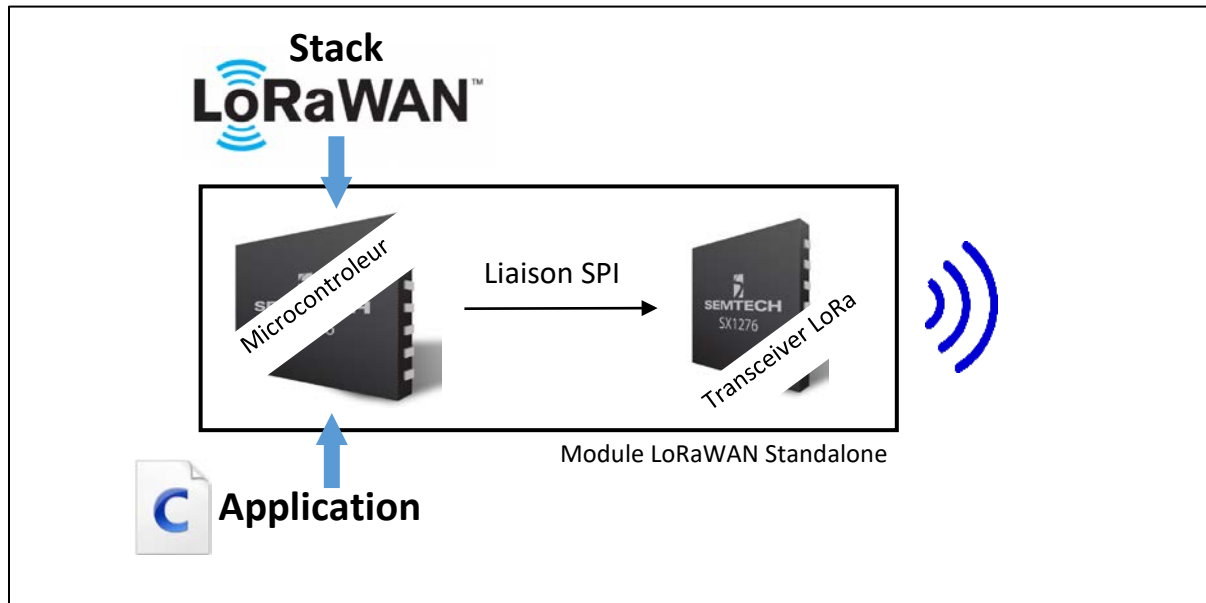 Stack
LoRaWAN™
Microcontroleur
Liaison SPI
SEMTECH
SX1276
Transceiver LoRa
Module LoRaWAN Standalone
C
Application